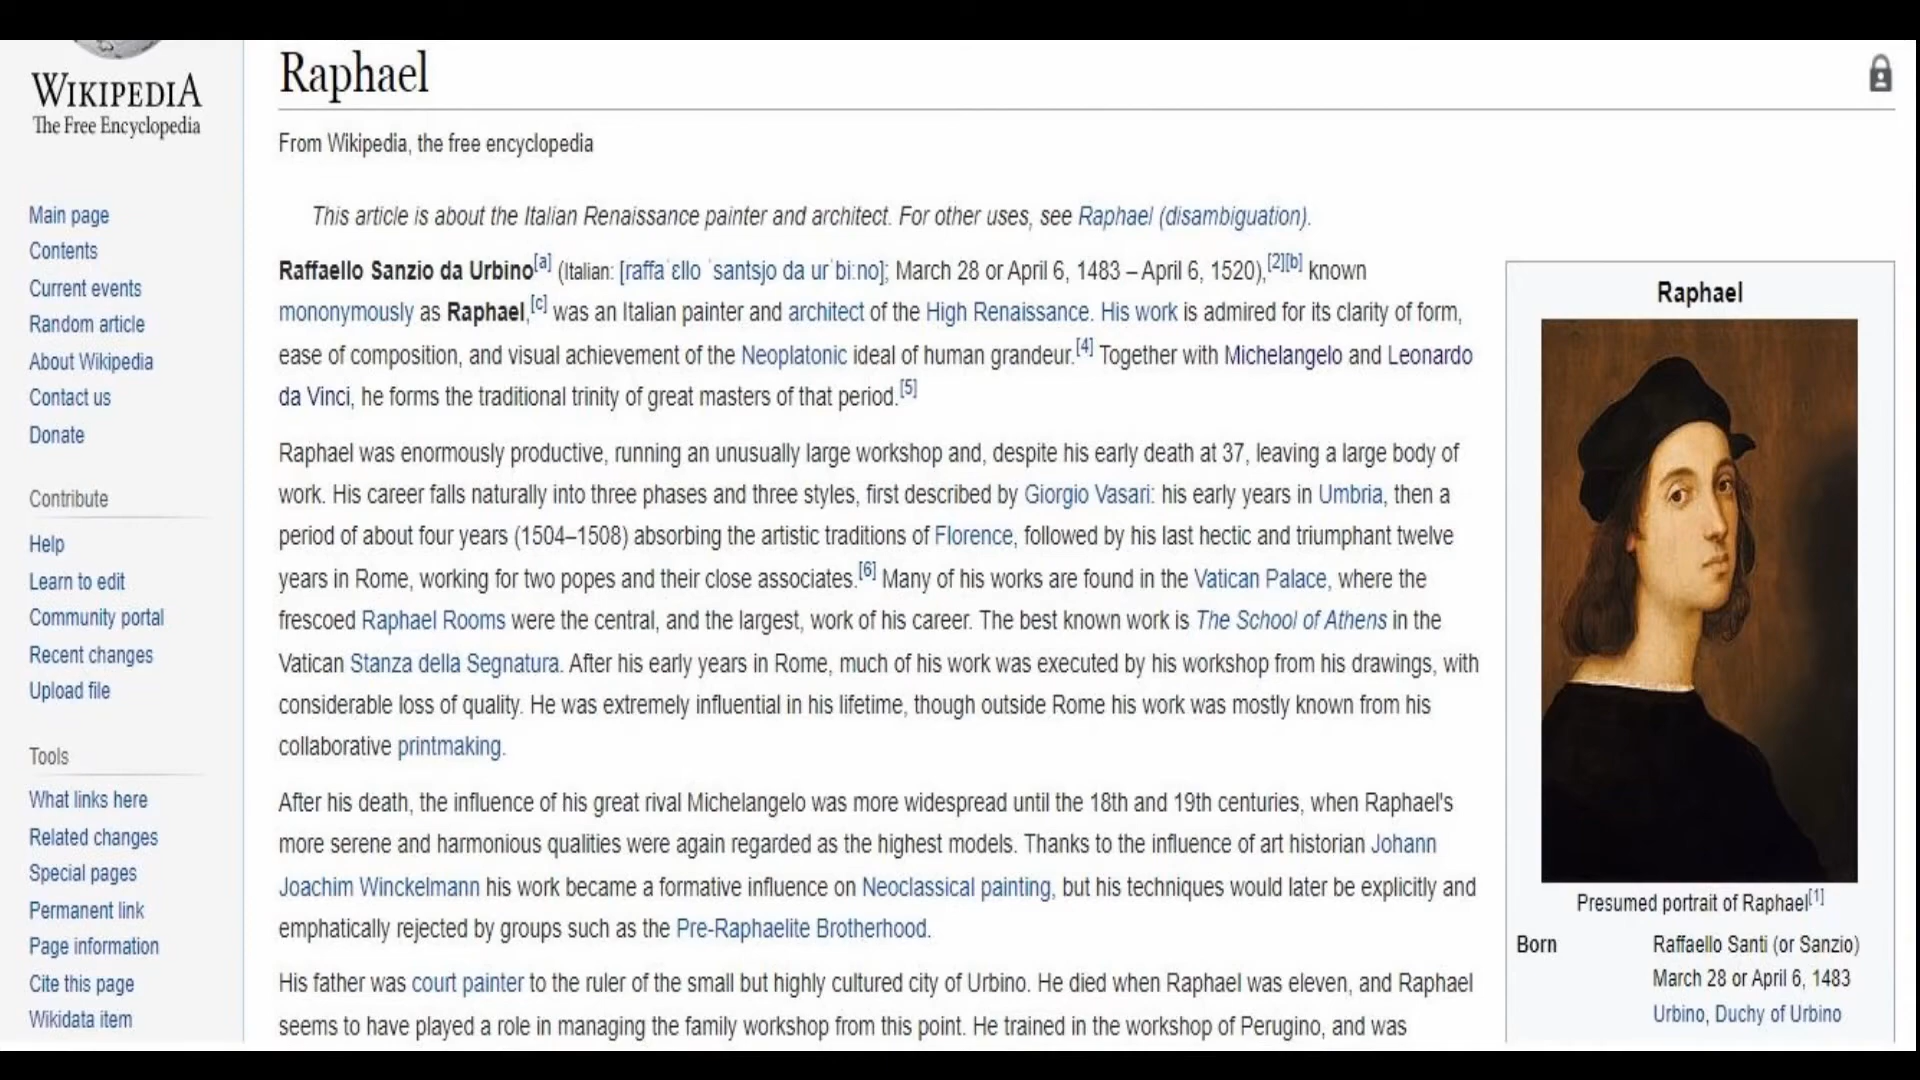 WIKIPEDIA
The Free Encyclopedia
Main page
Contents
Current events
Random article
About Wikipedia
Contact us
Donate
Contribute
Help
Learn to edit
Community portal
Recent changes
Upload file
Tools
What links here
Related changes
Special pages
Permanent link
Page information
Cite this page
Wikidata item
Raphael
From Wikipedia, the free encyclopedia
This article is about the Italian Renaissance painter and architect. For other uses, see Raphael (disambiguation).
Raffaello Sanzio da Urbino[a] (Italian: [raffaˈɛllo ˈsantsjo da urˈbiːno]; March 28 or April 6, 1483 – April 6, 1520),[2][b] known
mononymously as Raphael,[c] was an Italian painter and architect of the High Renaissance. His work is admired for its clarity of form,
ease of composition, and visual achievement of the Neoplatonic ideal of human grandeur.[4] Together with Michelangelo and Leonardo
da Vinci, he forms the traditional trinity of great masters of that period.[5]
Raphael was enormously productive, running an unusually large workshop and, despite his early death at 37, leaving a large body of
work. His career falls naturally into three phases and three styles, first described by Giorgio Vasari: his early years in Umbria, then a
period of about four years (1504–1508) absorbing the artistic traditions of Florence, followed by his last hectic and triumphant twelve
years in Rome, working for two popes and their close associates.[6] Many of his works are found in the Vatican Palace, where the
frescoed Raphael Rooms were the central, and the largest, work of his career. The best known work is The School of Athens in the
Vatican Stanza della Segnatura. After his early years in Rome, much of his work was executed by his workshop from his drawings, with
considerable loss of quality. He was extremely influential in his lifetime, though outside Rome his work was mostly known from his
collaborative printmaking.
After his death, the influence of his great rival Michelangelo was more widespread until the 18th and 19th centuries, when Raphael's
more serene and harmonious qualities were again regarded as the highest models. Thanks to the influence of art historian Johann
Joachim Winckelmann his work became a formative influence on Neoclassical painting, but his techniques would later be explicitly and
emphatically rejected by groups such as the Pre-Raphaelite Brotherhood.
His father was court painter to the ruler of the small but highly cultured city of Urbino. He died when Raphael was eleven, and Raphael
seems to have played a role in managing the family workshop from this point. He trained in the workshop of Perugino, and was
Raphael
Presumed portrait of Raphael[1]
Born Raffaello Santi (or Sanzio)
March 28 or April 6, 1483
Urbino, Duchy of Urbino